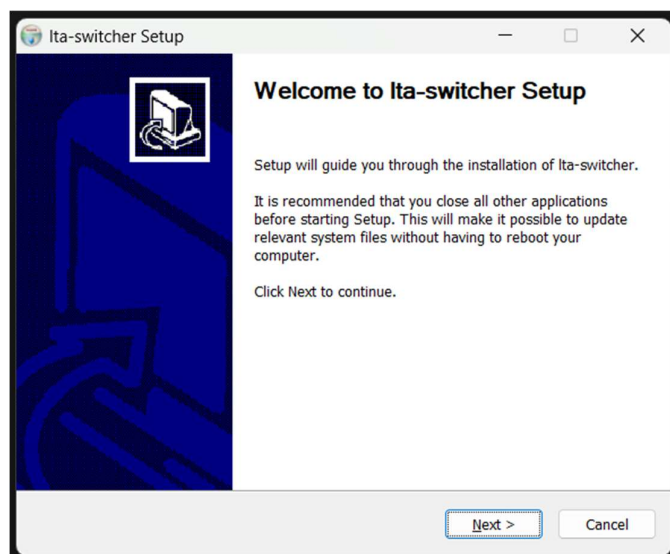 lta-switcher Setup
Welcome to lta-switcher Setup
Setup will guide you through the installation of lta-switcher.
It is recommended that you close all other applications
before starting Setup. This will make it possible to update
relevant system files without having to reboot your
computer.
Click Next to continue.
Next >
Cancel